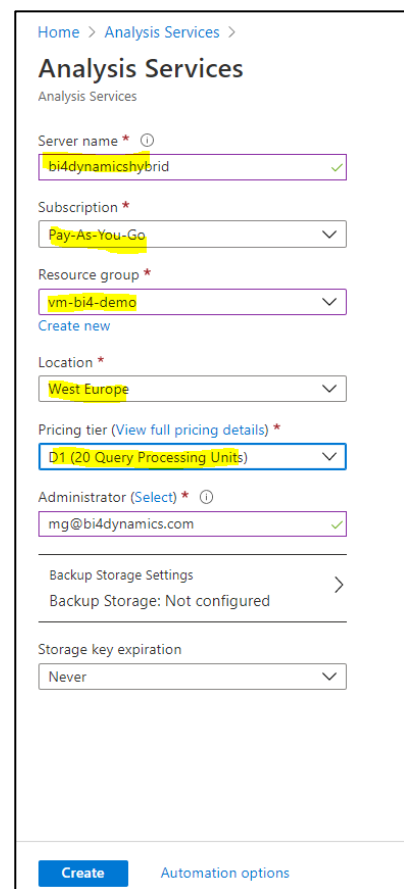 Home > Analysis Services >
Analysis Services
Analysis Services
Server name *
bi4dynamicshybrid
Subscription *
Pay-As-You-Go
Resource group *
vm-bi4-demo
Create new
Location *
West Europe
Pricing tier (View full pricing details) *
D1 (20 Query Processing Units)
Administrator (Select) *
mg@bi4dynamics.com
Backup Storage Settings
Backup Storage: Not configured
Storage key expiration
Never
Create Automation options